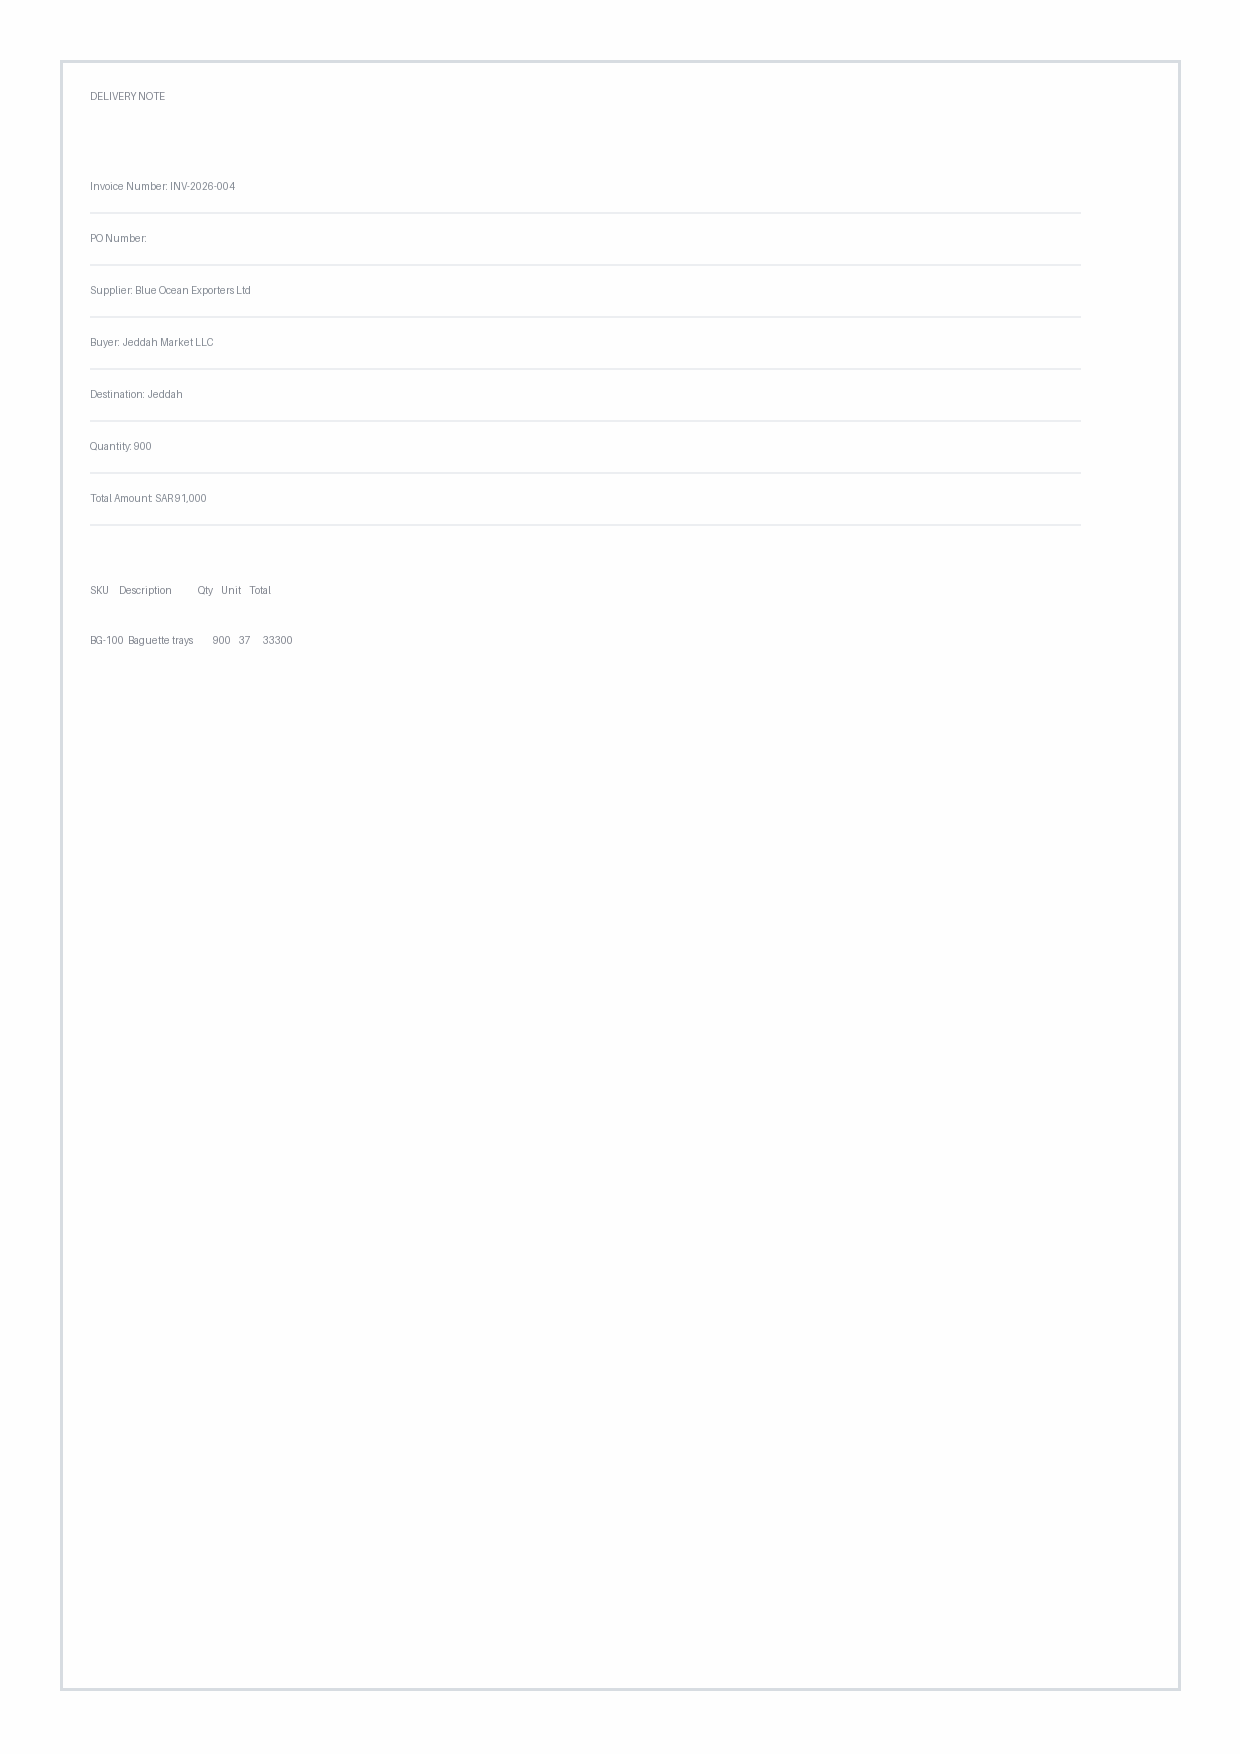 DELIVERY NOTE
Invoice Number: INV-2026-004
PO Number:
Supplier: Blue Ocean Exporters Ltd
Buyer: Jeddah Market LLC
Destination: Jeddah
Quantity: 900
Total Amount: SAR 91,000
SKU Description Qty Unit Total
BG-100 Baguette trays 900 37 33300